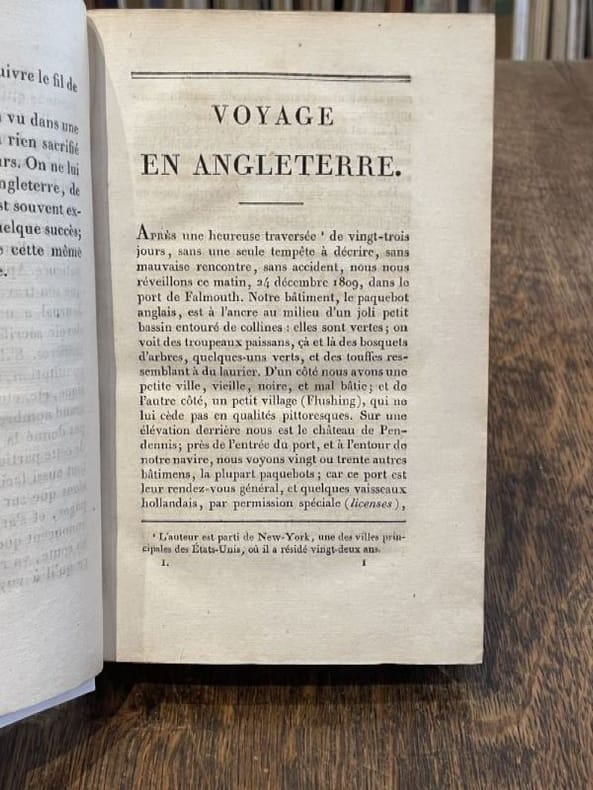 uivre le fil de
vu dans une
rien sacrifié
urs. On ne lui
ngleterre, de
st souvent ex-
uelque succès;
e cette même
e.
VOYAGE
EN ANGLETERRE.
Après une heureuse traversée ¹ de vingt-trois
jours, sans une seule tempête à décrire, sans
mauvaise rencontre, sans accident, nous nous
réveillons ce matin, 24 décembre 1809, dans le
port de Falmouth. Notre bâtiment, le paquebot
anglais, est à l'ancre au milieu d'un joli petit
bassin entouré de collines : elles sont vertes; on
voit des troupeaux paissans, çà et là des bosquets
d'arbres, quelques-uns verts, et des touffes res-
semblant à du laurier. D'un côté nous avons une
petite ville, vieille, noire, et mal bâtie; et de
l'autre côté, un petit village (Flushing), qui ne
lui cède pas en qualités pittoresques. Sur une
élévation derrière nous est le château de Pen-
dennis; près de l'entrée du port, et à l'entour de
notre navire, nous voyons vingt ou trente autres
bâtimens, la plupart paquebots; car ce port est
leur rendez-vous général, et quelques vaisseaux
hollandais, par permission spéciale (licenses),
¹ L'auteur est parti de New-York, une des villes prin-
cipales des États-Unis, où il a résidé vingt-deux ans.
I. 1